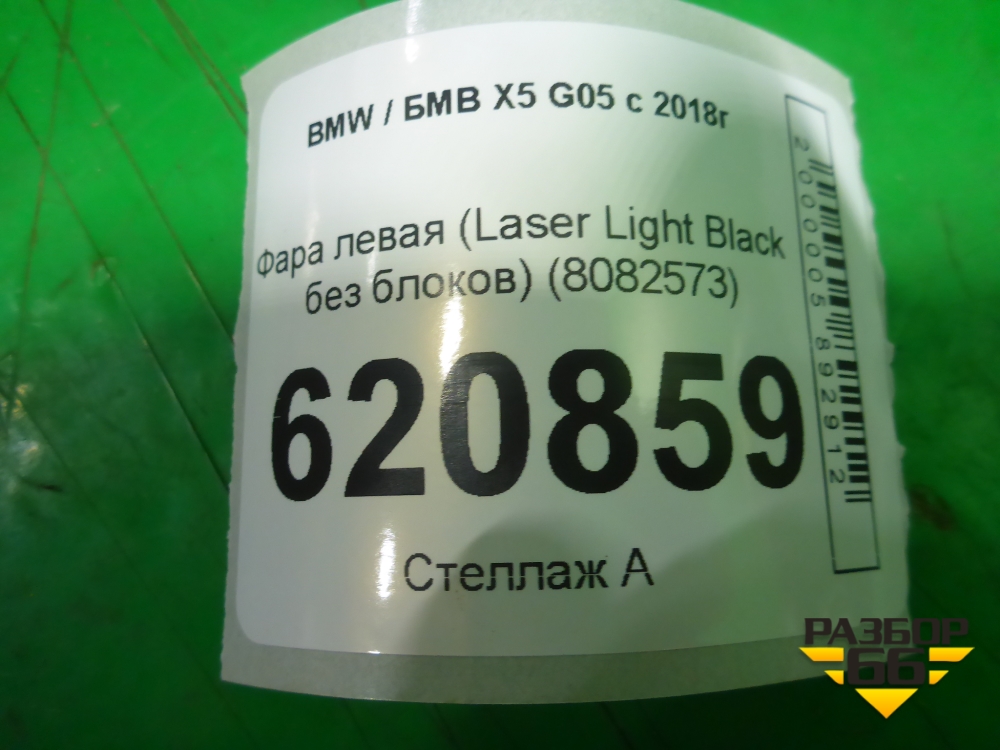 BMW / БМВ X5 G05 с 2018г
Фара левая (Laser Light Black
без блоков) (8082573)
620859
Стеллаж А
2000005892912
РАЗБОР
66